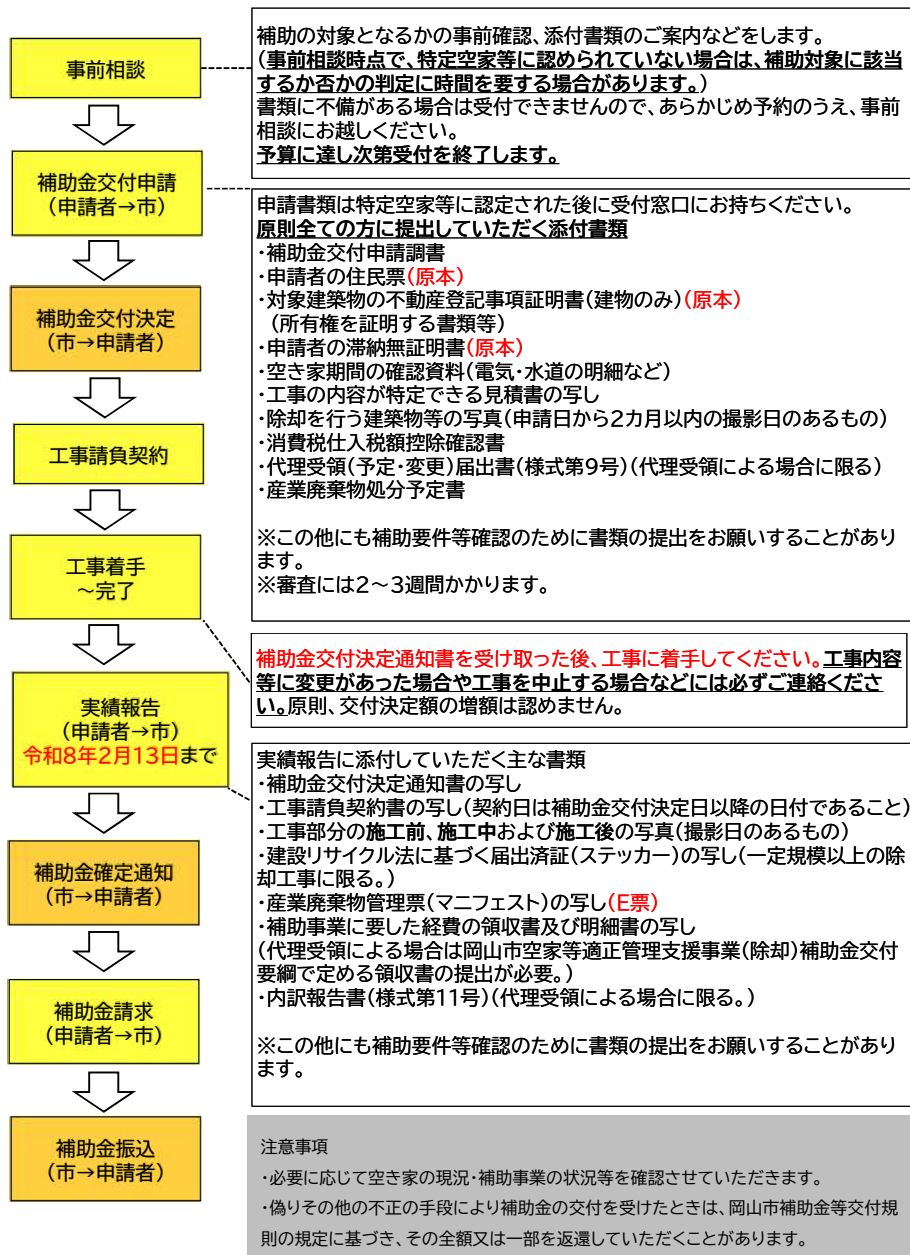 事前相談
補助の対象となるかの事前確認、添付書類のご案内などをします。
(事前相談時点で、特定空家等に認められていない場合は、補助対象に該当
するか否かの判定に時間を要する場合があります。)
書類に不備がある場合は受付できませんので、あらかじめ予約のうえ、事前
相談にお越しください。
予算に達し次第受付を終了します。
補助金交付申請
(申請者→市)
申請書類は特定空家等に認定された後に受付窓口にお持ちください。
原則全ての方に提出していただく添付書類
・補助金交付申請調書
・申請者の住民票(原本)
・対象建築物の不動産登記事項証明書(建物のみ)(原本)
(所有権を証明する書類等)
・申請者の滞納無証明書(原本)
・空き家期間の確認資料(電気・水道の明細など)
・工事の内容が特定できる見積書の写し
・除却を行う建築物等の写真(申請日から2カ月以内の撮影日のあるもの)
・消費税仕入税額控除確認書
・代理受領(予定・変更)届出書(様式第9号)(代理受領による場合に限る)
・産業廃棄物処分予定書
※この他にも補助要件等確認のために書類の提出をお願いすることがあり
ます。
※審査には2～3週間かかります。
補助金交付決定
(市→申請者)
工事請負契約
工事着手
～完了
補助金交付決定通知書を受け取った後、工事に着手してください。工事内容
等に変更があった場合や工事を中止する場合などには必ずご連絡くださ
い。原則、交付決定額の増額は認めません。
実績報告
(申請者→市)
令和8年2月13日まで
実績報告に添付していただく主な書類
・補助金交付決定通知書の写し
・工事請負契約書の写し(契約日は補助金交付決定日以降の日付であること)
・工事部分の施工前、施工中および施工後の写真(撮影日のあるもの)
・建設リサイクル法に基づく届出済証(ステッカー)の写し(一定規模以上の除
却工事に限る。)
・産業廃棄物管理票(マニフェスト)の写し(E票)
・補助事業に要した経費の領収書及び明細書の写し
(代理受領による場合は岡山市空家等適正管理支援事業(除却)補助金交付
要綱で定める領収書の提出が必要。)
・内訳報告書(様式第11号)(代理受領による場合に限る。)
※この他にも補助要件等確認のために書類の提出をお願いすることがあり
ます。
補助金確定通知
(市→申請者)
補助金請求
(申請者→市)
補助金振込
(市→申請者)
注意事項
・必要に応じて空き家の現況・補助事業の状況等を確認させていただきます。
・偽りその他の不正の手段により補助金の交付を受けたときは、岡山市補助金等交付規
則の規定に基づき、その全額又は一部を返還していただくことがあります。